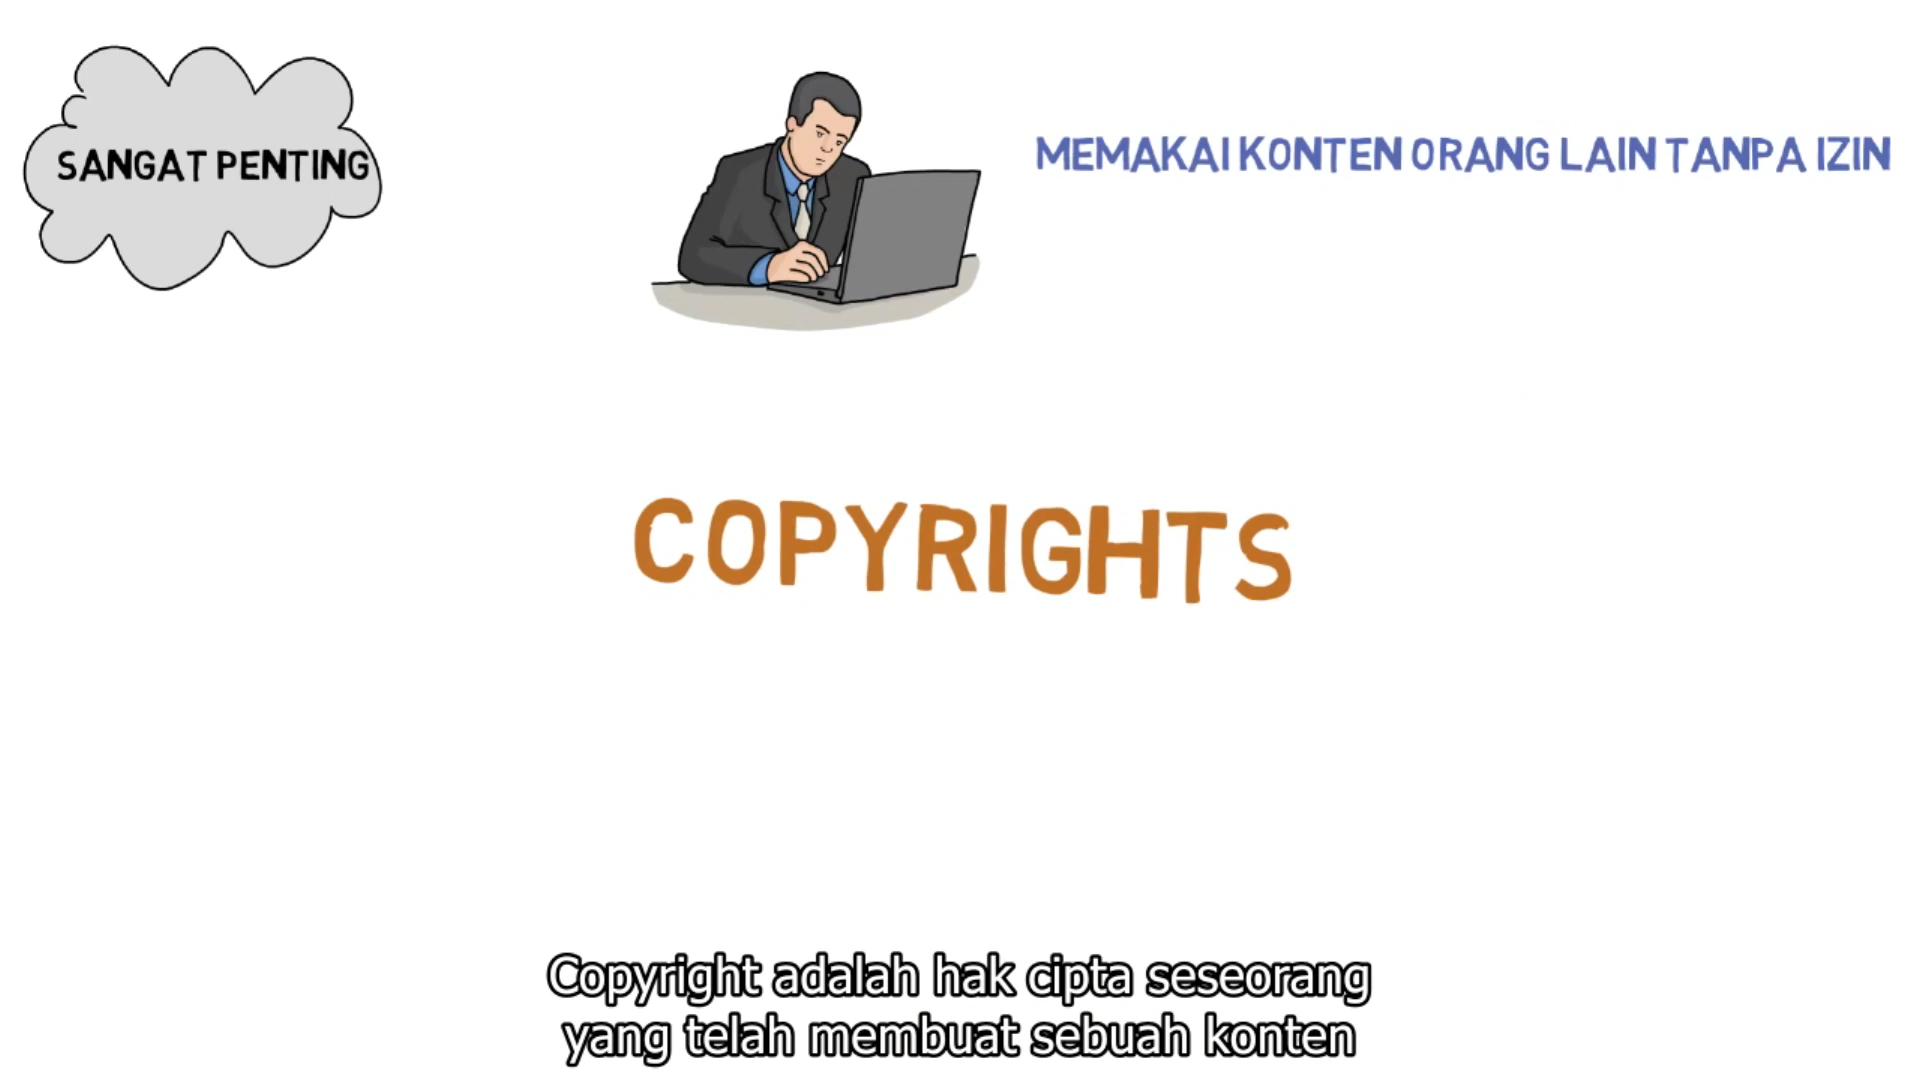 SANGAT PENTING
MEMAKAI KONTEN ORANG LAIN TANPA IZIN
COPYRIGHTS
Copyright adalah hak cipta seseorang
yang telah membuat sebuah konten